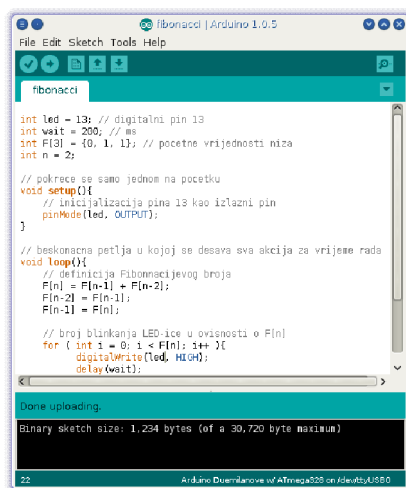 fibonacci | Arduino 1.0.5
File Edit Sketch Tools Help
fibonacci
int led = 13; // digitalni pin 13
int wait = 200; // ms
int F[3] = {0, 1, 1}; // pocetne vrijednosti niza
int n = 2;
// pokrece se samo jednom na pocetku
void setup(){
// inicijalizacija pina 13 kao izlazni pin
pinMode(led, OUTPUT);
}
// beskonacna petlja u kojoj se desava sva akcija za vrijeme rada
void loop(){
// definicija Fibonnacijevog broja
F[n] = F[n-1] + F[n-2];
F[n-2] = F[n-1];
F[n-1] = F[n];
// broj blinkanja LED-ice u ovisnosti o F[n]
for ( int i = 0; i < F[n]; i++ ){
digitalWrite(led, HIGH);
delay(wait);
Done uploading.
Binary sketch size: 1,234 bytes (of a 30,720 byte maximum)
22
Arduino Duemilanove w/ ATmega328 on /dev/ttyUSB0